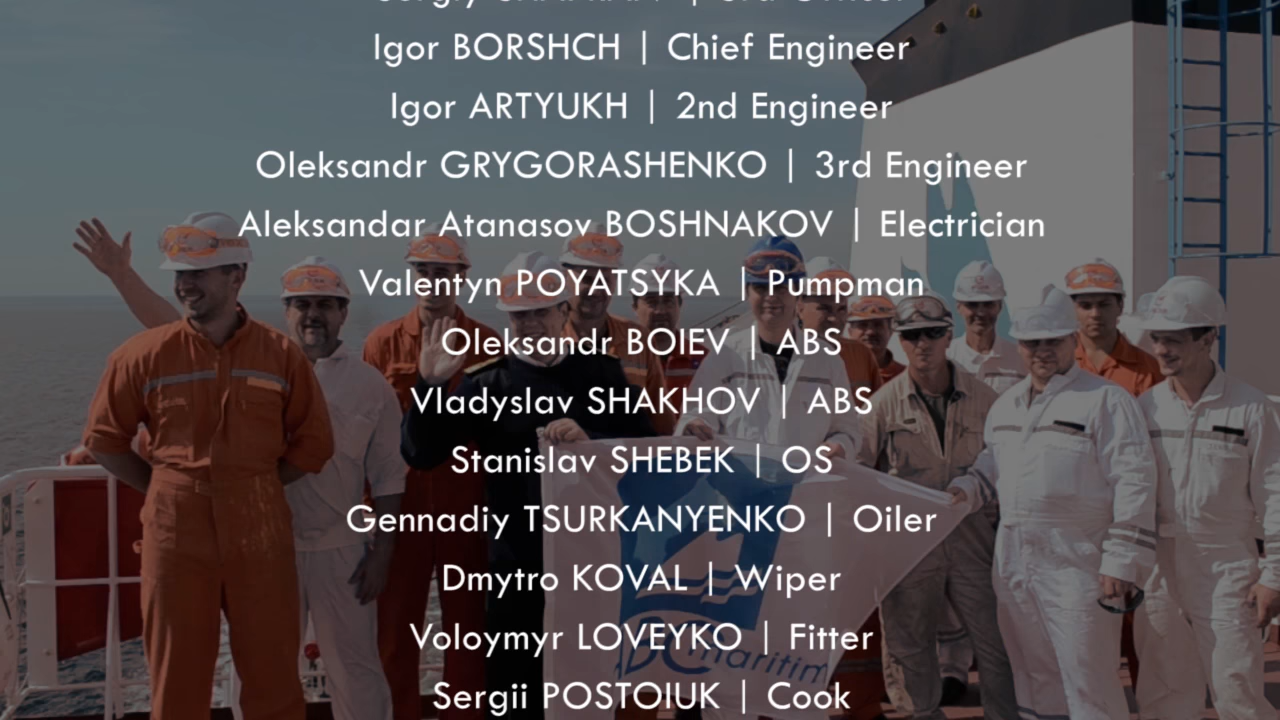 Igor BORSHCH | Chief Engineer
Igor ARTYUKH | 2nd Engineer
Oleksandr GRYGORASHENKO | 3rd Engineer
Aleksandar Atanasov BOSHNAKOV | Electrician
Valentyn POYATSYKA | Pumpman
Oleksandr BOIEV | ABS
Vladyslav SHAKHOV | ABS
Stanislav SHEBEK | OS
Gennadiy TSURKANYENKO | Oiler
Dmytro KOVAL | Wiper
Voloymyr LOVEYKO | Fitter
maritim
Sergii POSTOIUK | Cook